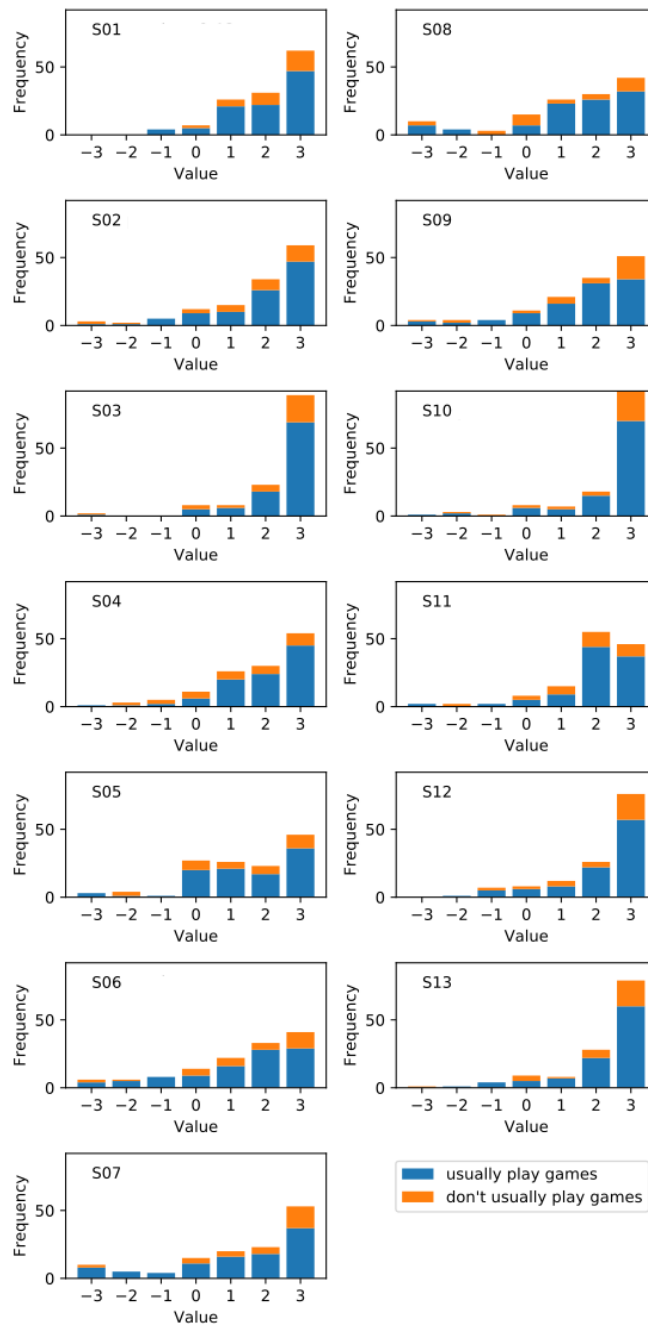 S01
Frequency
50
0
−3 −2 −1 0 1 2 3
Value
S02
Frequency
50
0
−3 −2 −1 0 1 2 3
Value
S03
Frequency
50
0
−3 −2 −1 0 1 2 3
Value
S04
Frequency
50
0
−3 −2 −1 0 1 2 3
Value
S05
Frequency
50
0
−3 −2 −1 0 1 2 3
Value
S06
Frequency
50
0
−3 −2 −1 0 1 2 3
Value
S07
Frequency
50
0
−3 −2 −1 0 1 2 3
Value
S08
Frequency
50
0
−3 −2 −1 0 1 2 3
Value
S09
Frequency
50
0
−3 −2 −1 0 1 2 3
Value
S10
Frequency
50
0
−3 −2 −1 0 1 2 3
Value
S11
Frequency
50
0
−3 −2 −1 0 1 2 3
Value
S12
Frequency
50
0
−3 −2 −1 0 1 2 3
Value
S13
Frequency
50
0
−3 −2 −1 0 1 2 3
Value
usually play games
don't usually play games